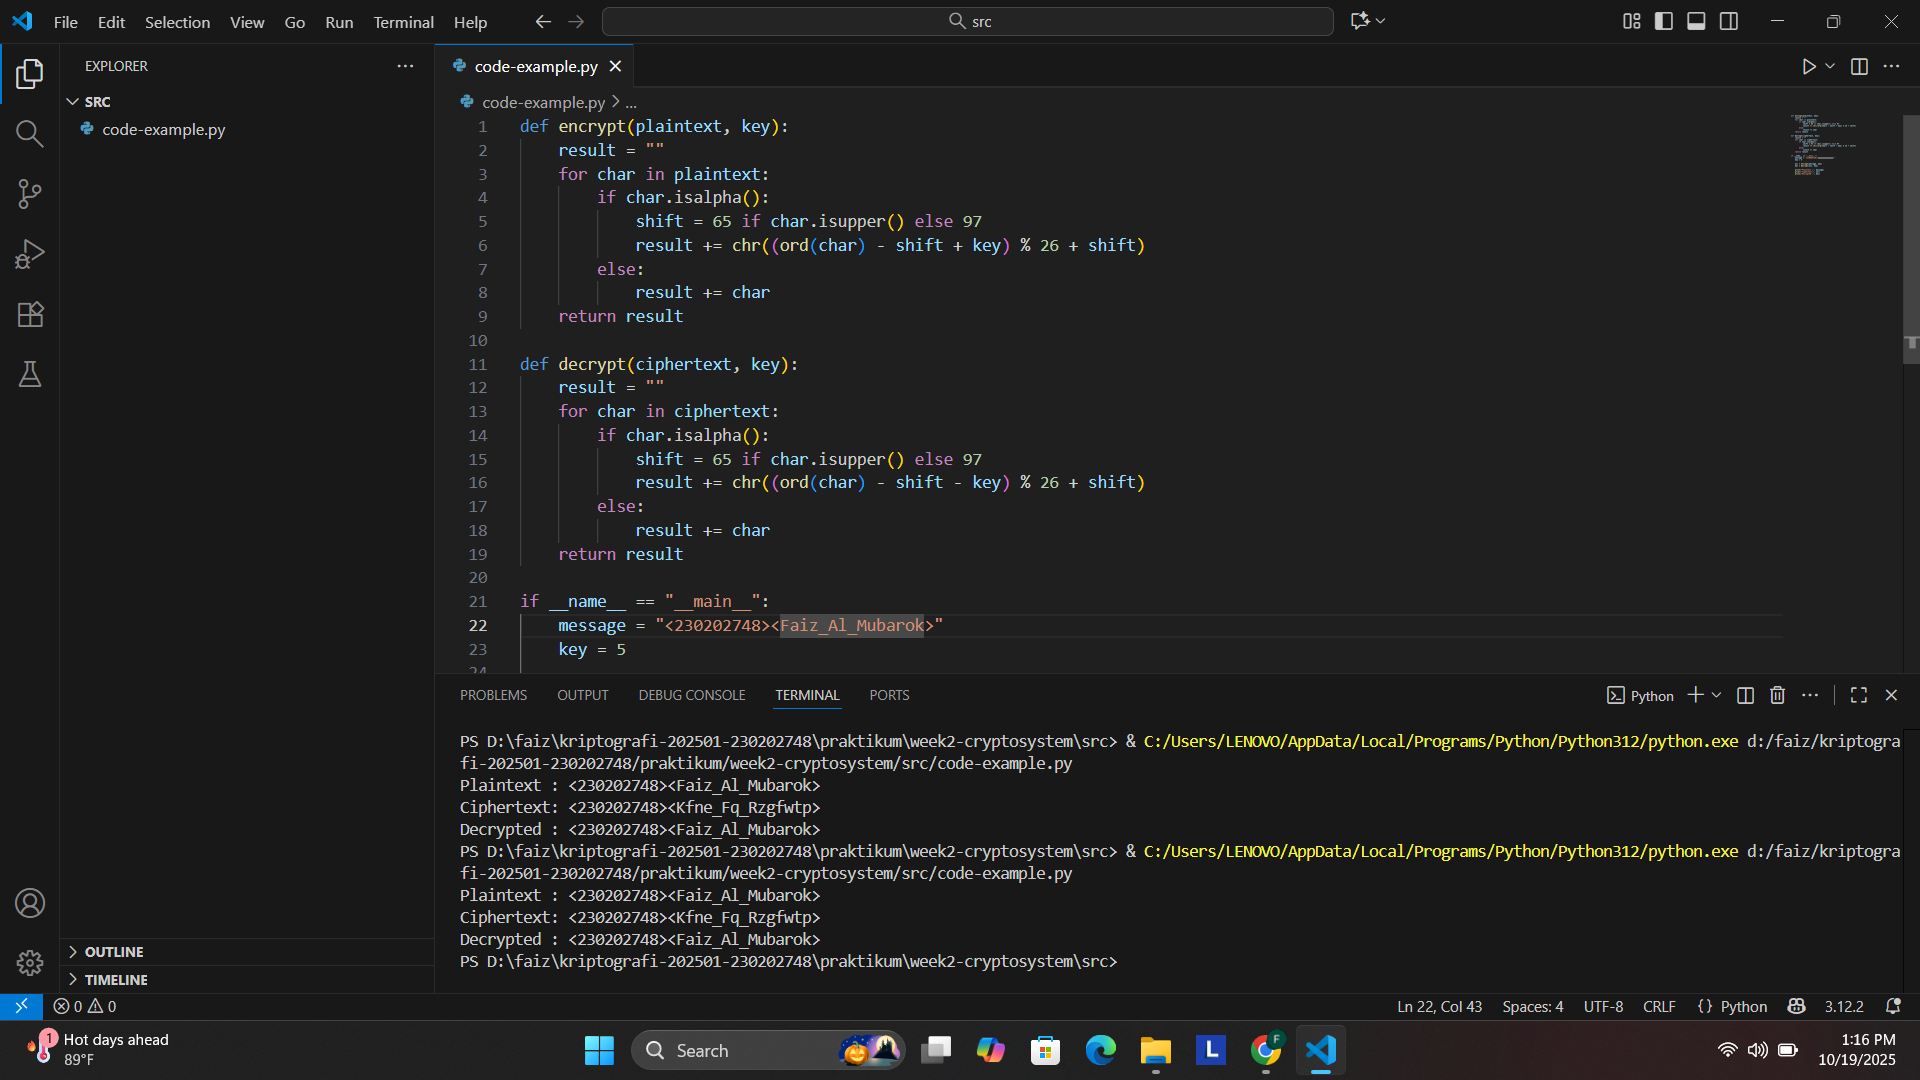 File Edit Selection View Go Run Terminal Help
src
EXPLORER
SRC
code-example.py
code-example.py
code-example.py > ...
1 def encrypt(plaintext, key):
2 result = ""
3 for char in plaintext:
4 if char.isalpha():
5 shift = 65 if char.isupper() else 97
6 result += chr((ord(char) - shift + key) % 26 + shift)
7 else:
8 result += char
9 return result
10
11 def decrypt(ciphertext, key):
12 result = ""
13 for char in ciphertext:
14 if char.isalpha():
15 shift = 65 if char.isupper() else 97
16 result += chr((ord(char) - shift - key) % 26 + shift)
17 else:
18 result += char
19 return result
20
21 if __name__ == "__main__":
22 message = "<230202748><Faiz_Al_Mubarok>"
23 key = 5
24
PROBLEMS OUTPUT DEBUG CONSOLE TERMINAL PORTS
Python
PS D:\faiz\kriptografi-202501-230202748\praktikum\week2-cryptosystem\src> & C:/Users/LENOVO/AppData/Local/Programs/Python/Python312/python.exe d:/faiz/kriptogra
fi-202501-230202748/praktikum/week2-cryptosystem/src/code-example.py
Plaintext : <230202748><Faiz_Al_Mubarok>
Ciphertext: <230202748><Kfne_Fq_Rzgfwtp>
Decrypted : <230202748><Faiz_Al_Mubarok>
PS D:\faiz\kriptografi-202501-230202748\praktikum\week2-cryptosystem\src> & C:/Users/LENOVO/AppData/Local/Programs/Python/Python312/python.exe d:/faiz/kriptogra
fi-202501-230202748/praktikum/week2-cryptosystem/src/code-example.py
Plaintext : <230202748><Faiz_Al_Mubarok>
Ciphertext: <230202748><Kfne_Fq_Rzgfwtp>
Decrypted : <230202748><Faiz_Al_Mubarok>
PS D:\faiz\kriptografi-202501-230202748\praktikum\week2-cryptosystem\src>
OUTLINE
TIMELINE
0 0
Ln 22, Col 43 Spaces: 4 UTF-8 CRLF {} Python 3.12.2
1
Hot days ahead
89°F
Search
L
F
1:16 PM
10/19/2025